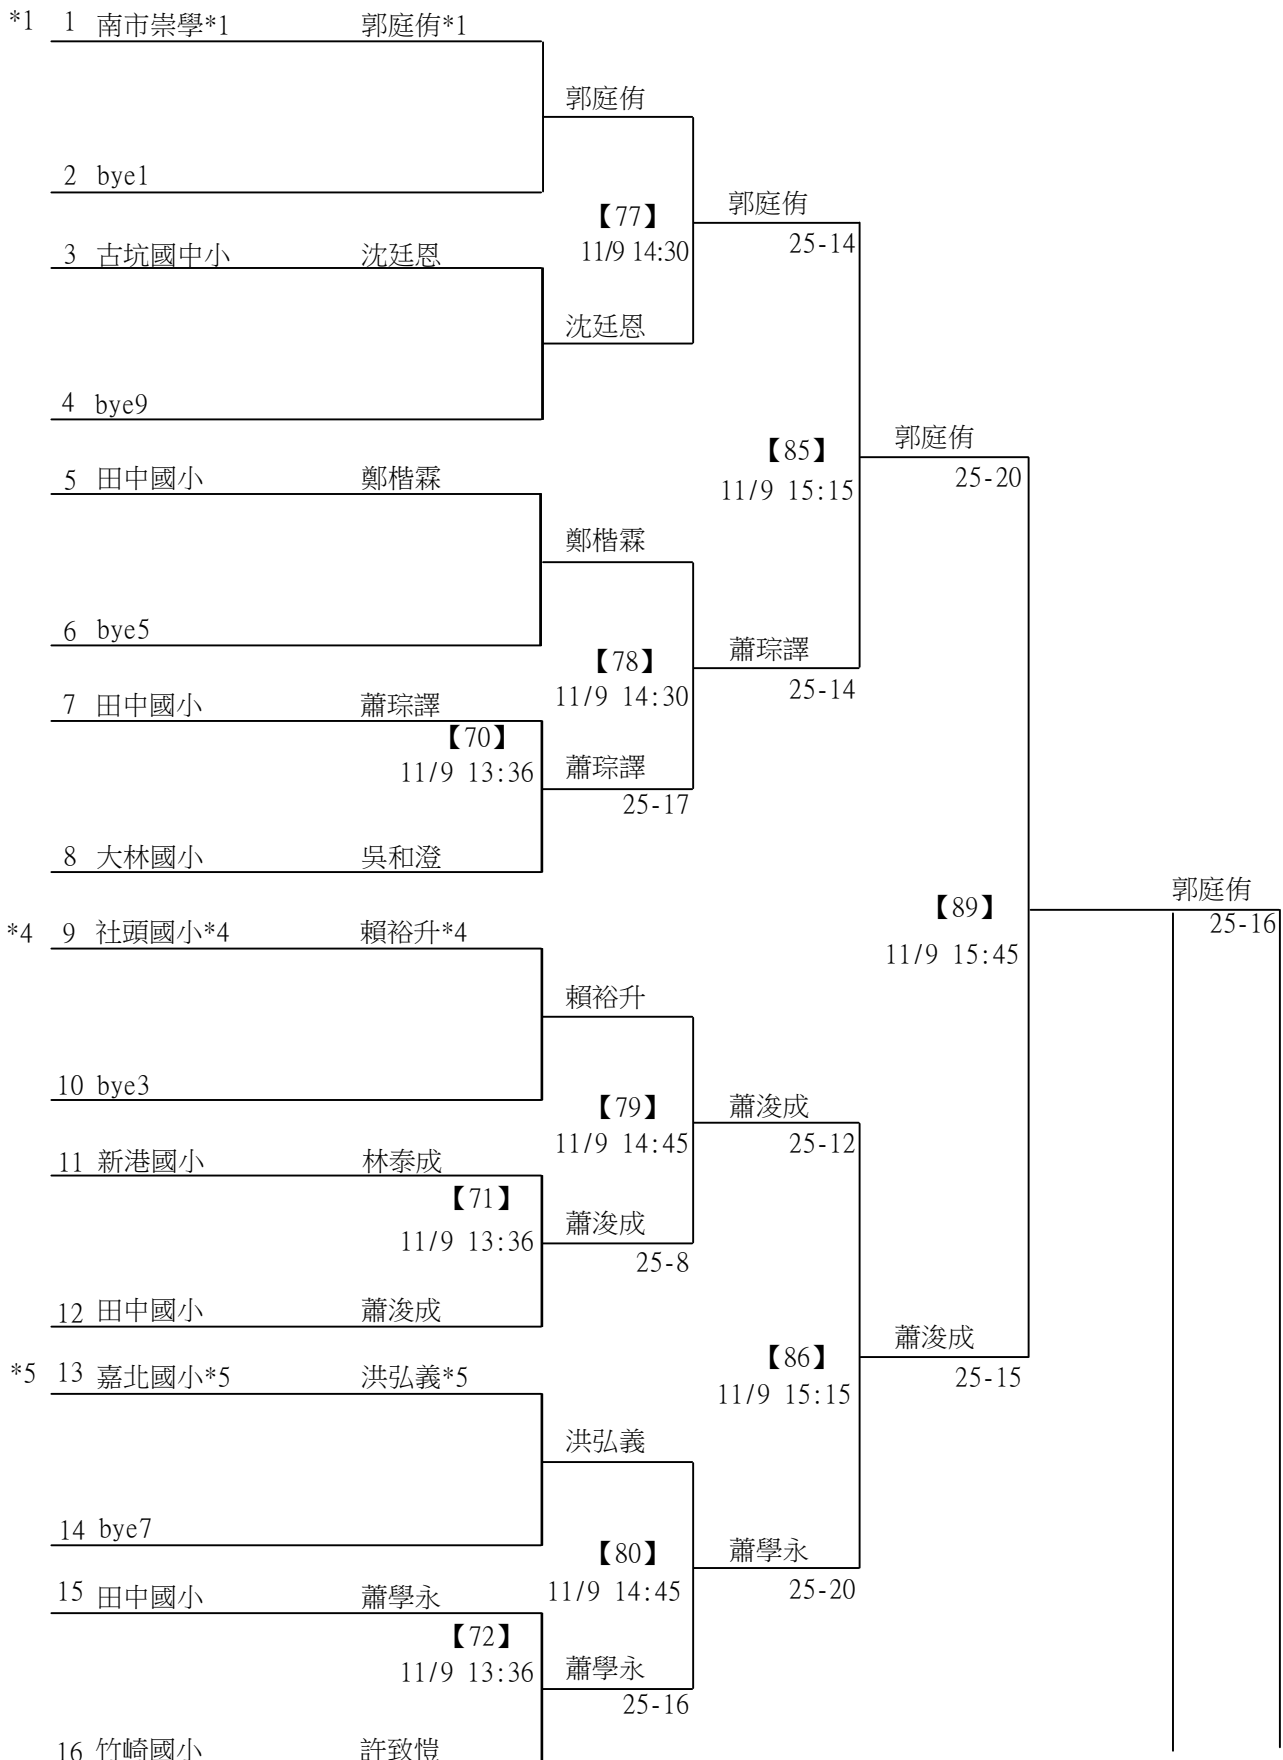 *1 1 南市崇學*1 郭庭侑*1
郭庭侑
2 bye1
【77】
11/9 14:30
郭庭侑
25-14
3 古坑國中小 沈廷恩
沈廷恩
4 bye9
【85】
11/9 15:15
郭庭侑
25-20
5 田中國小 鄭楷霖
鄭楷霖
6 bye5
【78】
11/9 14:30
蕭琮譯
25-14
7 田中國小 蕭琮譯
【70】
11/9 13:36
蕭琮譯
25-17
8 大林國小 吳和澄
【89】
11/9 15:45
郭庭侑
25-16
*4 9 社頭國小*4 賴裕升*4
賴裕升
10 bye3
【79】
11/9 14:45
蕭浚成
25-12
11 新港國小 林泰成
【71】
11/9 13:36
蕭浚成
25-8
12 田中國小 蕭浚成
【86】
11/9 15:15
蕭浚成
25-15
*5 13 嘉北國小*5 洪弘義*5
洪弘義
14 bye7
【80】
11/9 14:45
蕭學永
25-20
15 田中國小 蕭學永
【72】
11/9 13:36
蕭學永
25-16
16 竹崎國小 許致愷